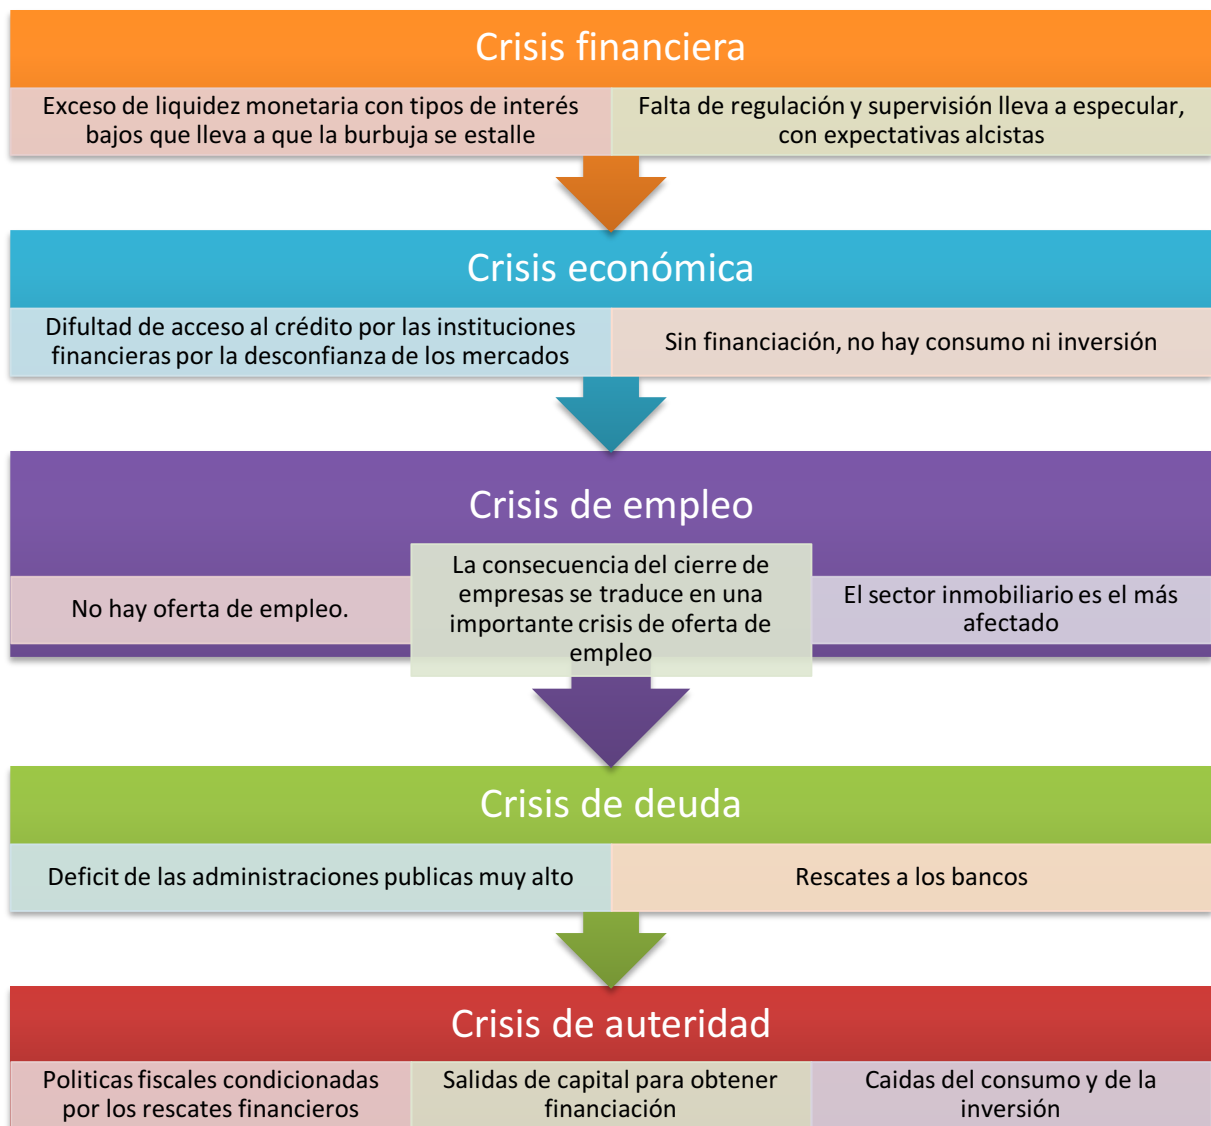 Crisis financiera
Exceso de liquidez monetaria con tipos de interés
bajos que lleva a que la burbuja se estalle
Falta de regulación y supervisión lleva a especular,
con expectativas alcistas
Crisis económica
Difultad de acceso al crédito por las instituciones
financieras por la desconfianza de los mercados
Sin financiación, no hay consumo ni inversión
Crisis de empleo
No hay oferta de empleo.
La consecuencia del cierre de
empresas se traduce en una
importante crisis de oferta de
empleo
El sector inmobiliario es el más
afectado
Crisis de deuda
Deficit de las administraciones publicas muy alto
Rescates a los bancos
Crisis de auteridad
Politicas fiscales condicionadas
por los rescates financieros
Salidas de capital para obtener
financiación
Caidas del consumo y de la
inversión